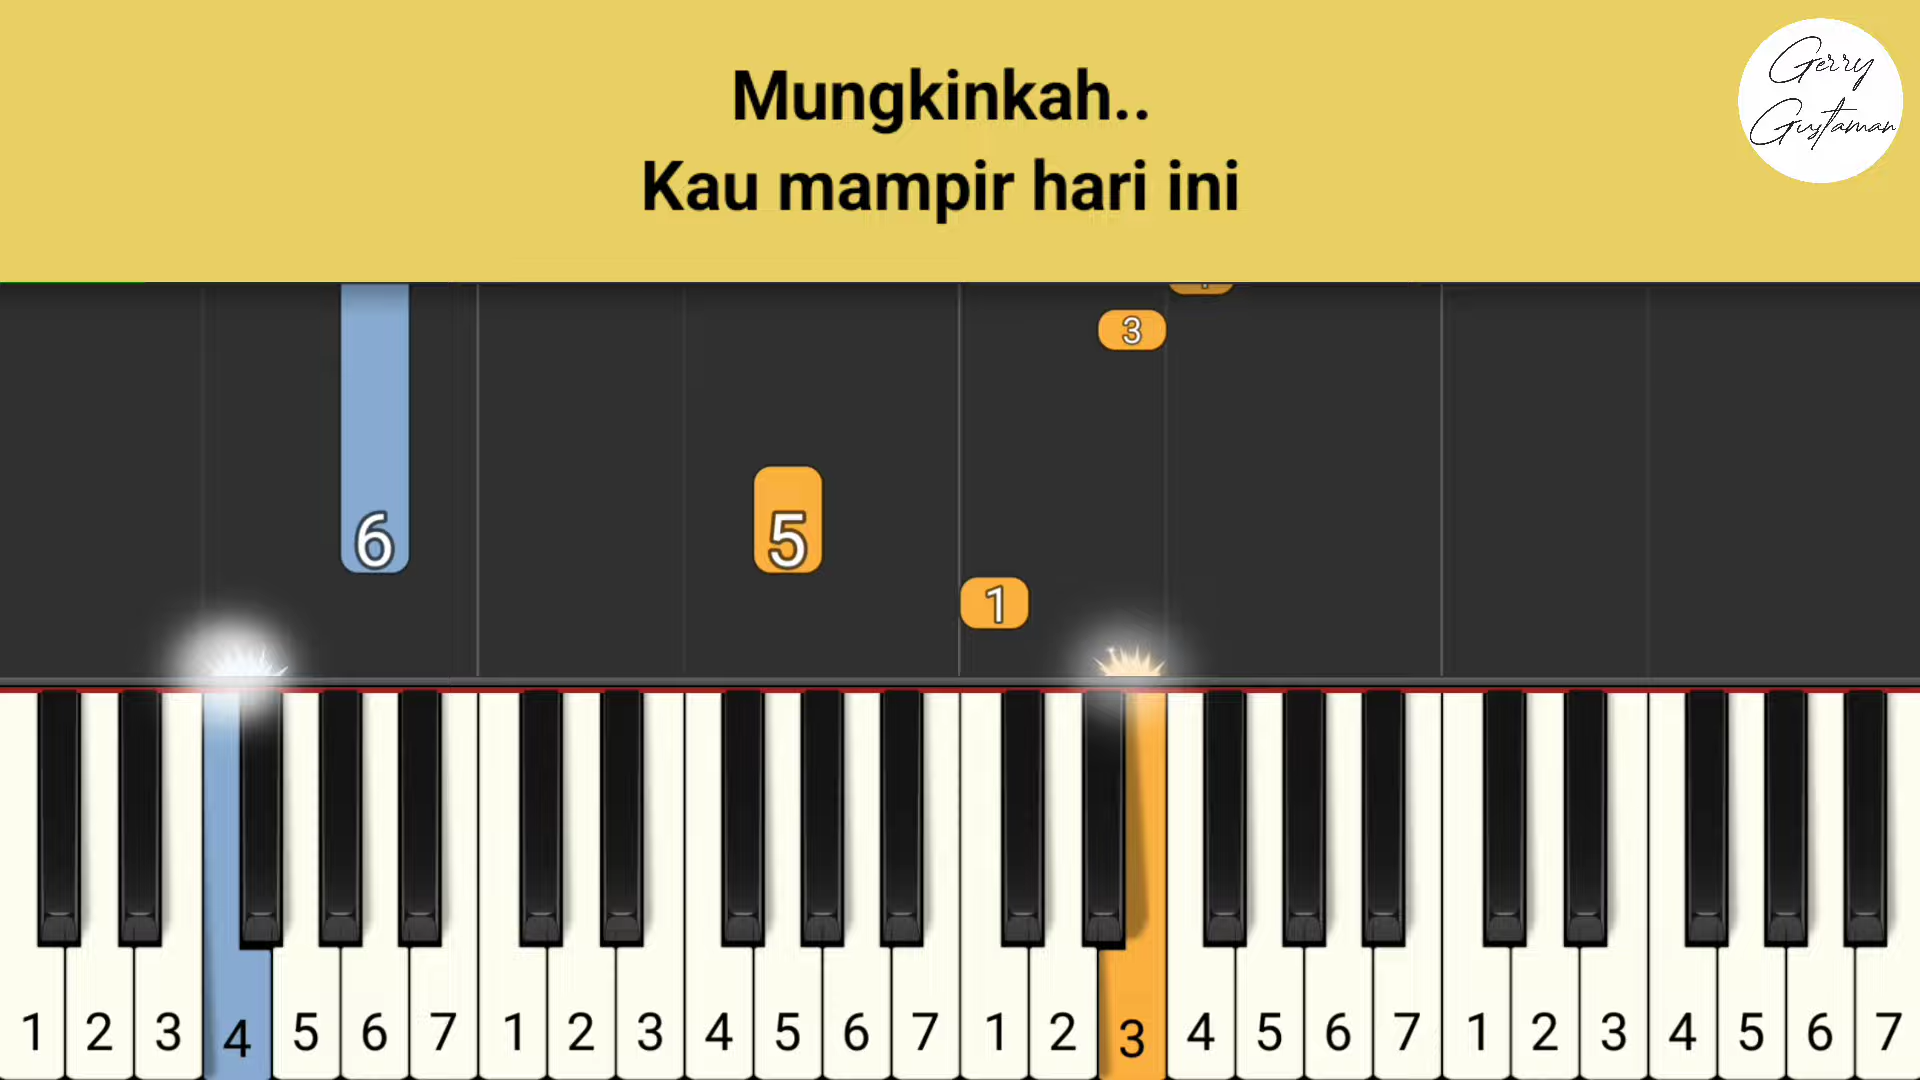 Mungkinkah..
Kau mampir hari ini
Gerry
Gustaman
3
6
5
1
1 2 3 4 5 6 7 1 2 3 4 5 6 7 1 2 3 4 5 6 7 1 2 3 4 5 6 7